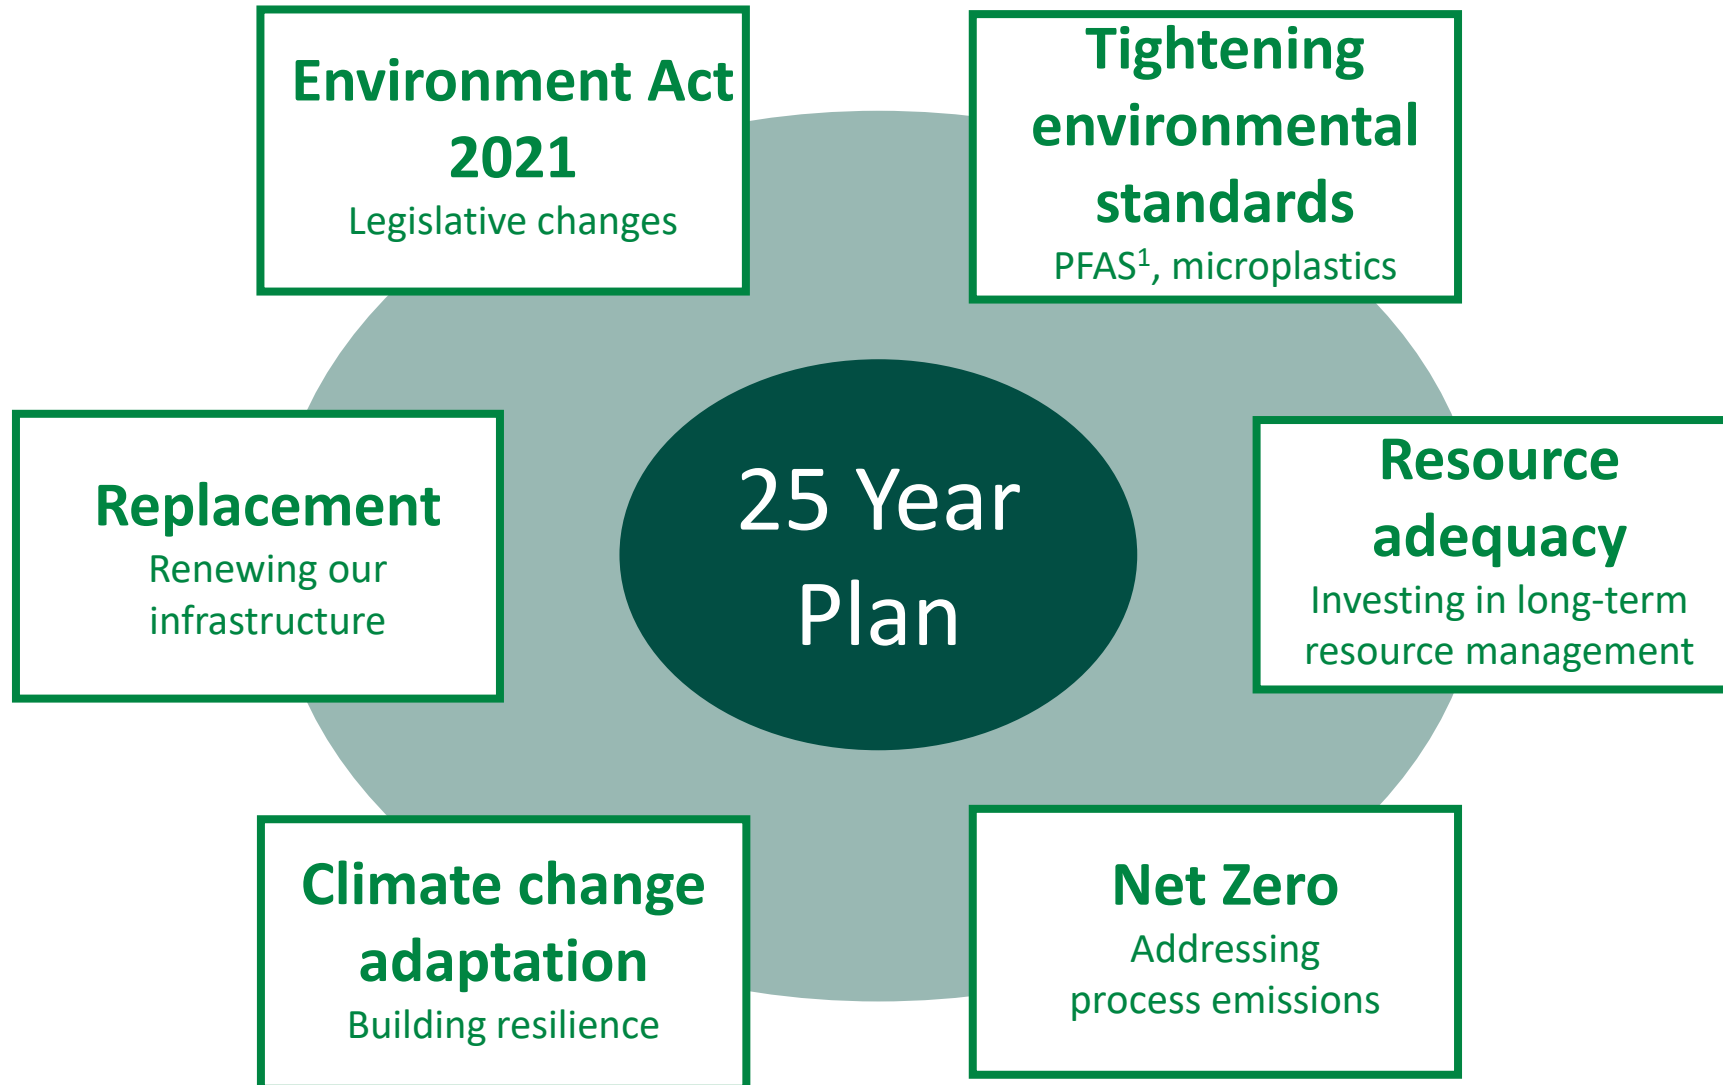 Environment Act
2021
Legislative changes
Tightening
environmental
standards
PFAS¹, microplastics
Replacement
Renewing our
infrastructure
25 Year
Plan
Resource
adequacy
Investing in long-term
resource management
Climate change
adaptation
Building resilience
Net Zero
Addressing
process emissions